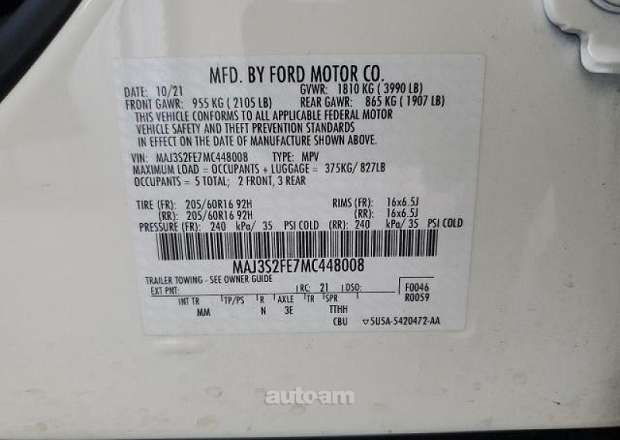 MFD. BY FORD MOTOR CO.
DATE: 10/21 GVWR: 1810 KG ( 3990 LB)
FRONT GAWR: 955 KG ( 2105 LB) REAR GAWR: 865 KG ( 1907 LB)
THIS VEHICLE CONFORMS TO ALL APPLICABLE FEDERAL MOTOR
VEHICLE SAFETY AND THEFT PREVENTION STANDARDS
IN EFFECT ON THE DATE OF MANUFACTURE SHOWN ABOVE.
VIN: MAJ3S2FE7MC448008 TYPE: MPV
MAXIMUM LOAD = OCCUPANTS + LUGGAGE = 375KG/ 827LB
OCCUPANTS = 5 TOTAL; 2 FRONT, 3 REAR
TIRE (FR): 205/60R16 92H RIMS (FR): 16x6.5J
(RR): 205/60R16 92H (RR): 16x6.5J
PRESSURE (FR): 240 kPa/ 35 PSI COLD (RR): 240 kPa/ 35 PSI COLD
MAJ3S2FE7MC448008
TRAILER TOWING - SEE OWNER GUIDE
EXT PNT: RC: 21 DSO: F0046
R0059
INT TR TP/PS R AXLE TR SPR
MM N 3E TTHH
CBU 5U5A-5420472-AA
auto.am